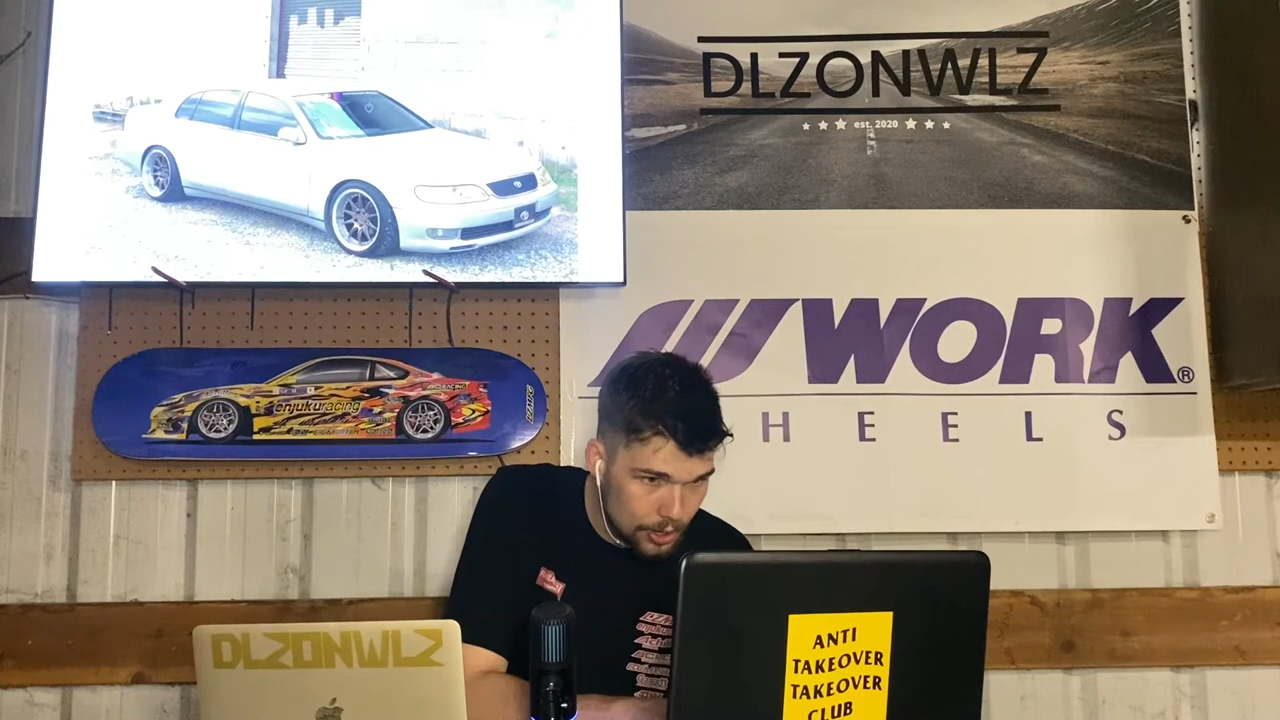 DLZONWLZ
est. 2020
WORK®
HEELS
enjukuracing
DLZONWLZ
ANTI
TAKEOVER
TAKEOVER
CLUB